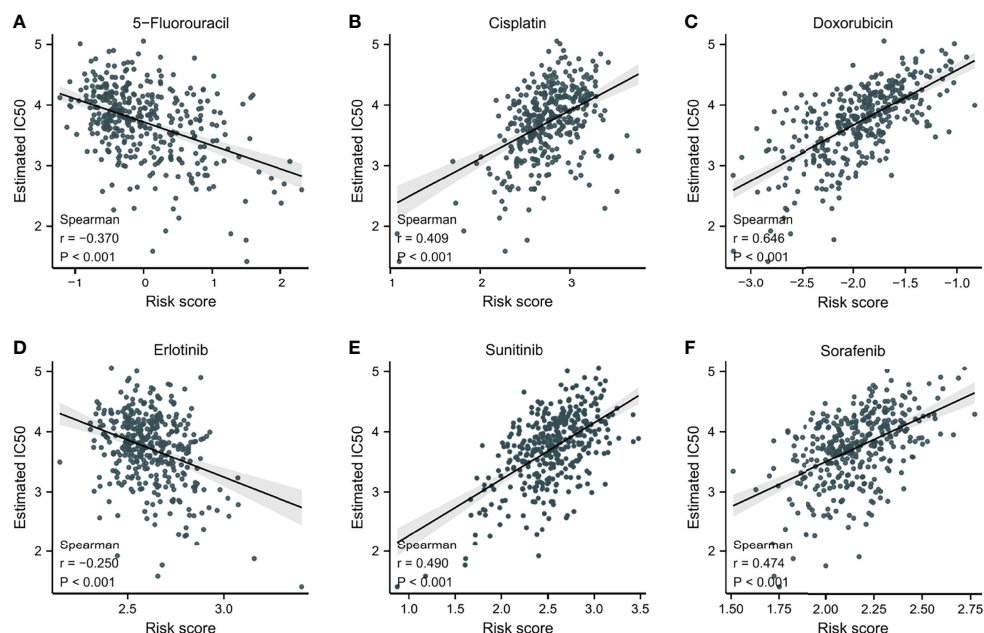 A
5−Fluorouracil
Estimated IC50
5
4
3
2
Spearman
r = −0.370
P < 0.001
−1 0 1 2
Risk score
B
Cisplatin
Estimated IC50
5
4
3
2
Spearman
r = 0.409
P < 0.001
1 2 3
Risk score
C
Doxorubicin
Estimated IC50
5
4
3
2
Spearman
r = 0.646
P < 0.001
−3.0 −2.5 −2.0 −1.5 −1.0
Risk score
D
Erlotinib
Estimated IC50
5
4
3
2
Spearman
r = −0.250
P < 0.001
2.5 3.0
Risk score
E
Sunitinib
Estimated IC50
5
4
3
2
Spearman
r = 0.490
P < 0.001
1.0 1.5 2.0 2.5 3.0 3.5
Risk score
F
Sorafenib
Estimated IC50
5
4
3
2
Spearman
r = 0.474
P < 0.001
1.50 1.75 2.00 2.25 2.50 2.75
Risk score